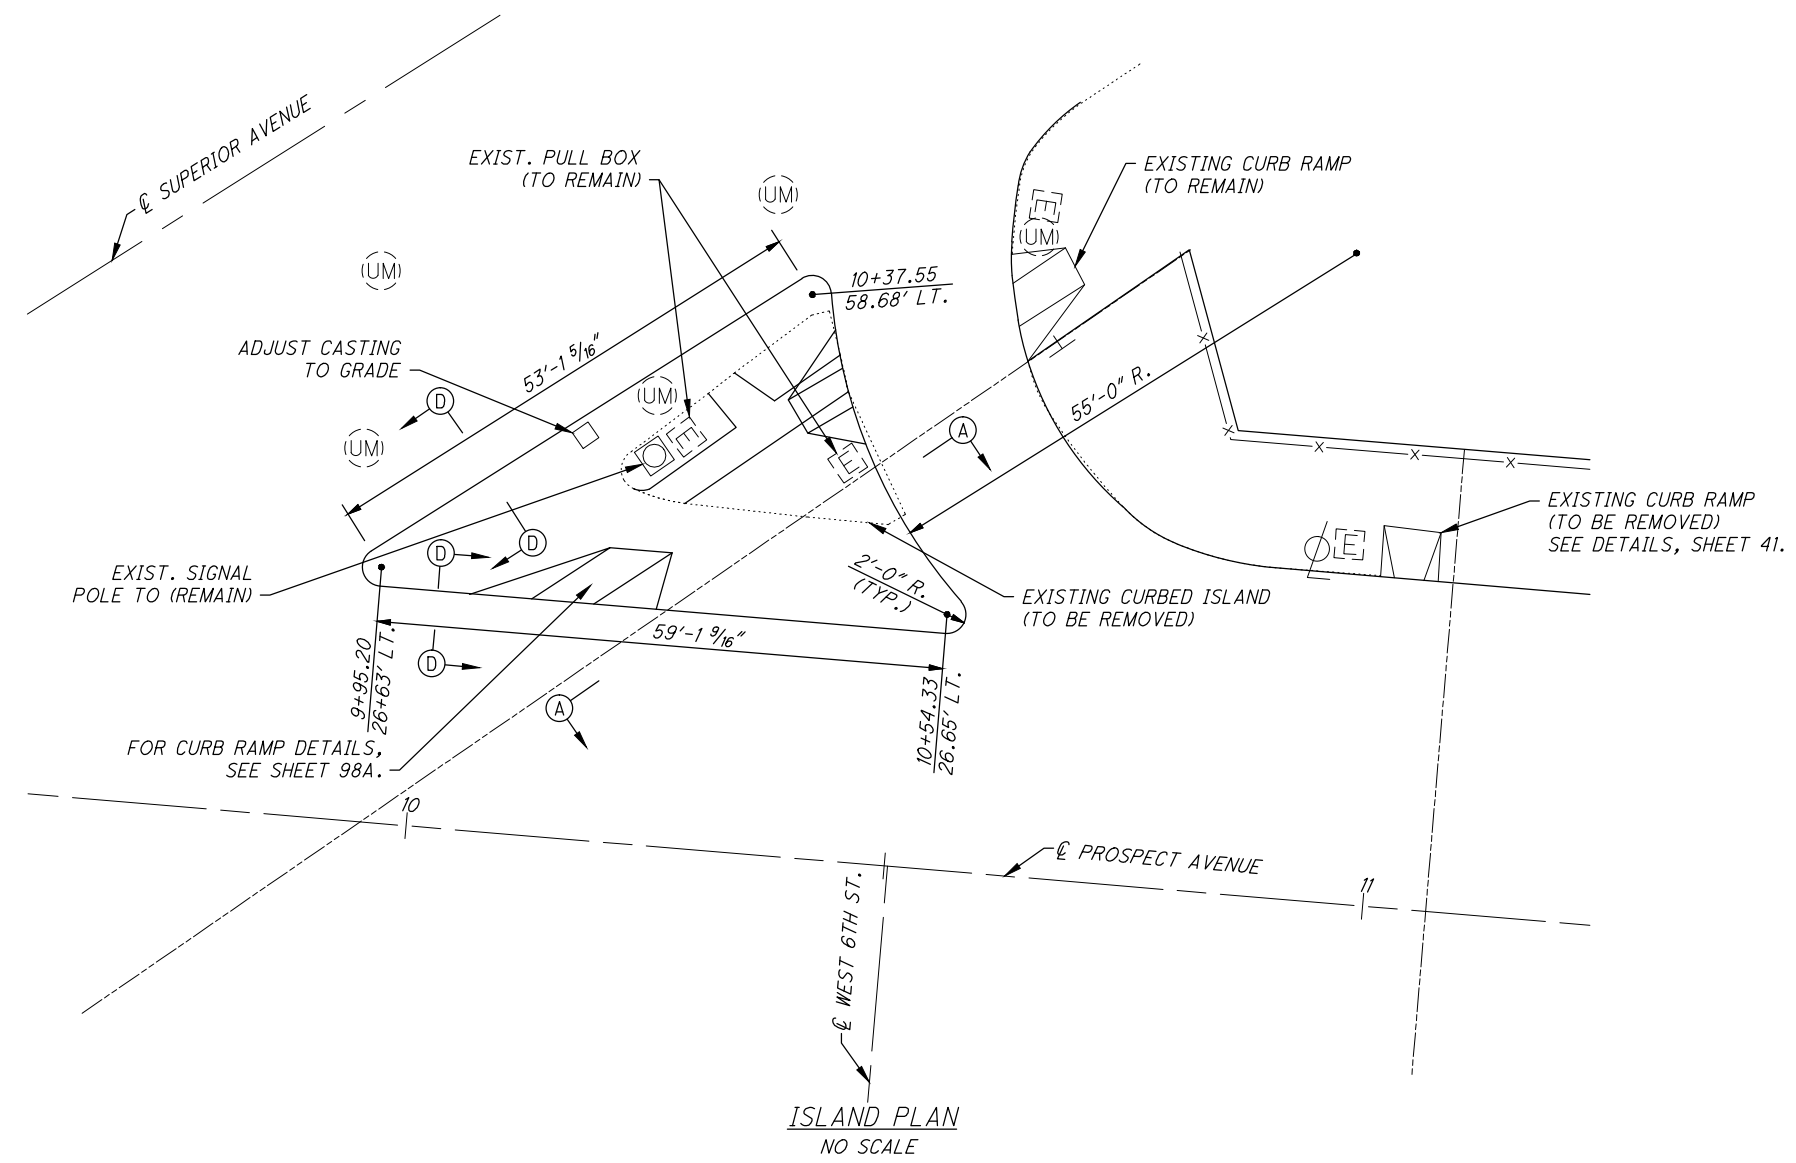 ℄ SUPERIOR AVENUE
EXIST. PULL BOX
(TO REMAIN)
(UM)
EXISTING CURB RAMP
(TO REMAIN)
E
(UM)
(UM)
10+37.55
58.68' LT.
ADJUST CASTING
TO GRADE
53'-1 5/16"
D
(UM)
(UM)
E
E
A
55'-0" R.
X
X
X
X
X
EXISTING CURB RAMP
(TO BE REMOVED)
SEE DETAILS, SHEET 41.
E
D
D
EXIST. SIGNAL
POLE TO (REMAIN)
2'-0" R.
(TYP.)
EXISTING CURBED ISLAND
(TO BE REMOVED)
59'-1 9/16"
D
9+95.20
26+63' LT.
A
10+54.33
26.65' LT.
FOR CURB RAMP DETAILS,
SEE SHEET 98A.
10
℄ PROSPECT AVENUE
11
℄ WEST 6TH ST.
ISLAND PLAN
NO SCALE